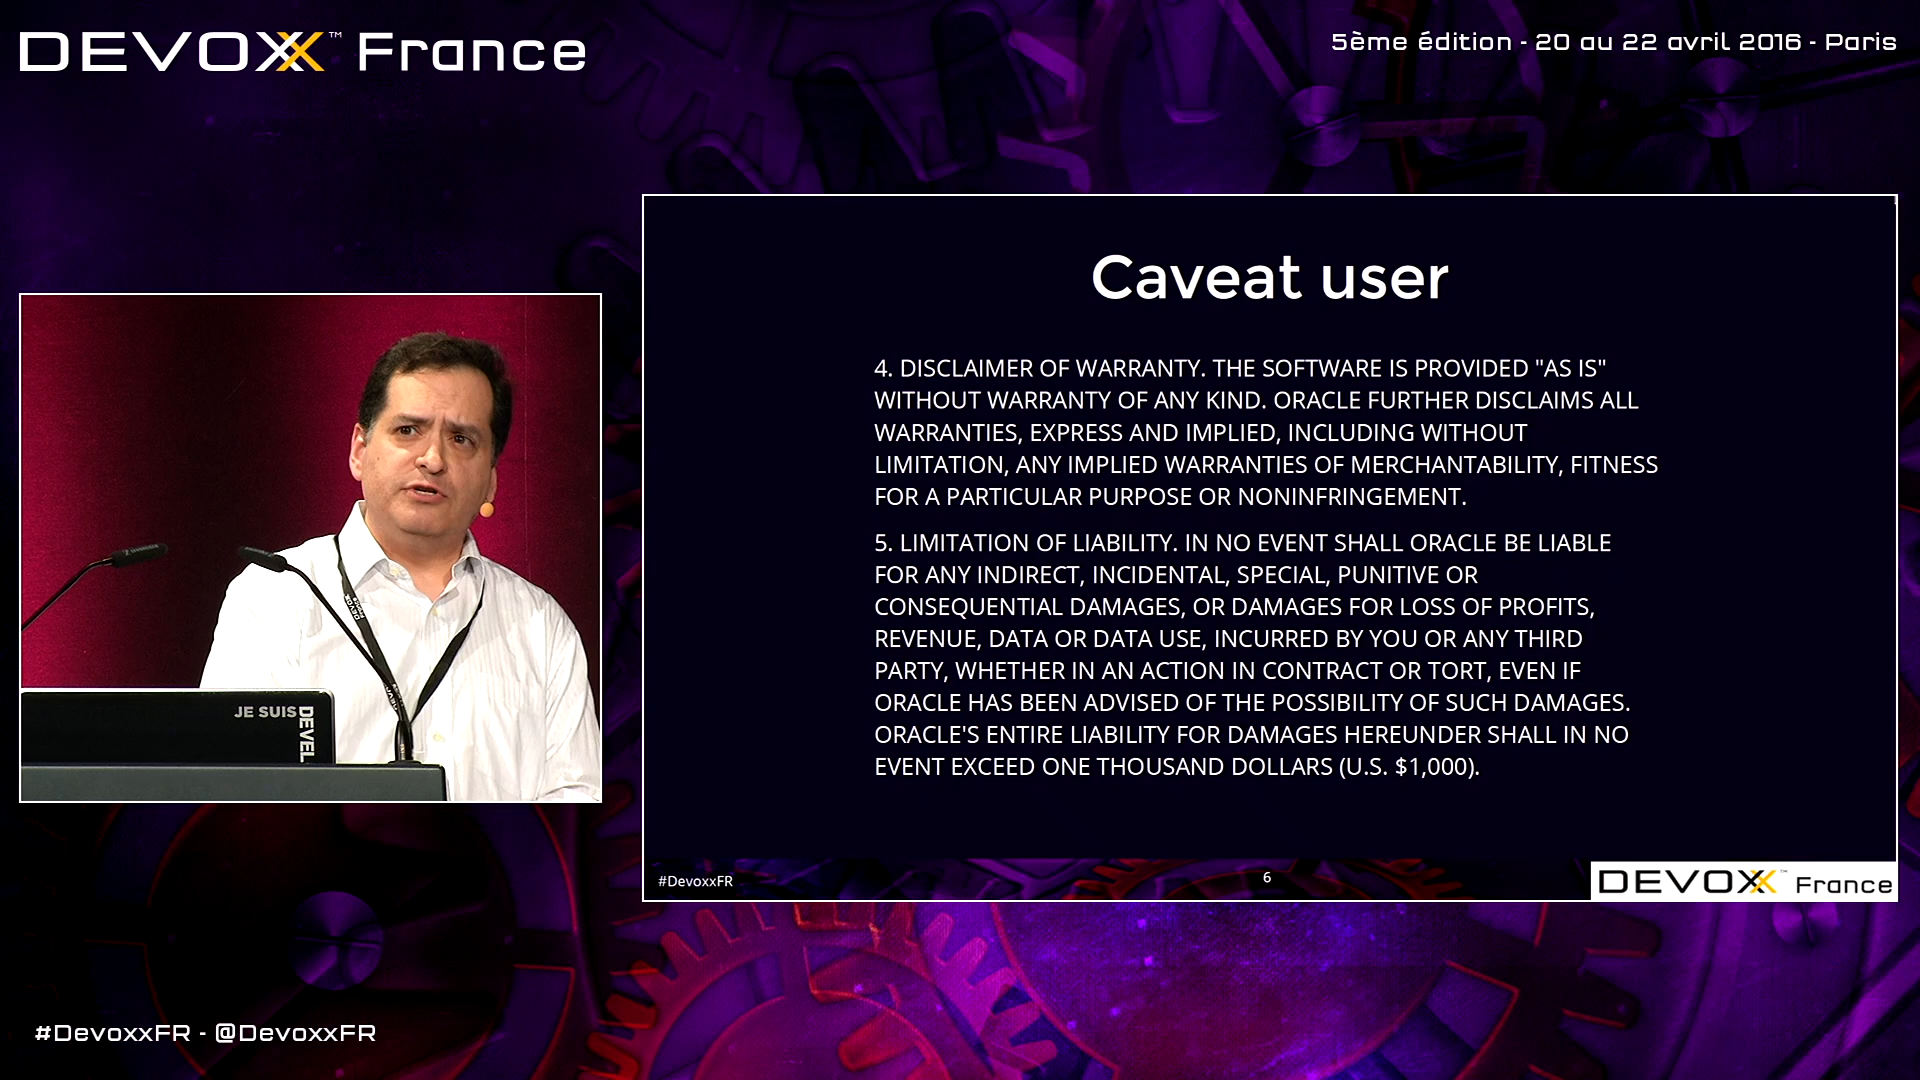 DEVOXX™ France
5ème édition - 20 au 22 avril 2016 - Paris
Caveat user
4. DISCLAIMER OF WARRANTY. THE SOFTWARE IS PROVIDED "AS IS"
WITHOUT WARRANTY OF ANY KIND. ORACLE FURTHER DISCLAIMS ALL
WARRANTIES, EXPRESS AND IMPLIED, INCLUDING WITHOUT
LIMITATION, ANY IMPLIED WARRANTIES OF MERCHANTABILITY, FITNESS
FOR A PARTICULAR PURPOSE OR NONINFRINGEMENT.
5. LIMITATION OF LIABILITY. IN NO EVENT SHALL ORACLE BE LIABLE
FOR ANY INDIRECT, INCIDENTAL, SPECIAL, PUNITIVE OR
CONSEQUENTIAL DAMAGES, OR DAMAGES FOR LOSS OF PROFITS,
REVENUE, DATA OR DATA USE, INCURRED BY YOU OR ANY THIRD
PARTY, WHETHER IN AN ACTION IN CONTRACT OR TORT, EVEN IF
ORACLE HAS BEEN ADVISED OF THE POSSIBILITY OF SUCH DAMAGES.
ORACLE'S ENTIRE LIABILITY FOR DAMAGES HEREUNDER SHALL IN NO
EVENT EXCEED ONE THOUSAND DOLLARS (U.S. $1,000).
#DevoxxFR
6
DEVOXX™ France
JE SUIS
DEVEL
#DevoxxFR - @DevoxxFR